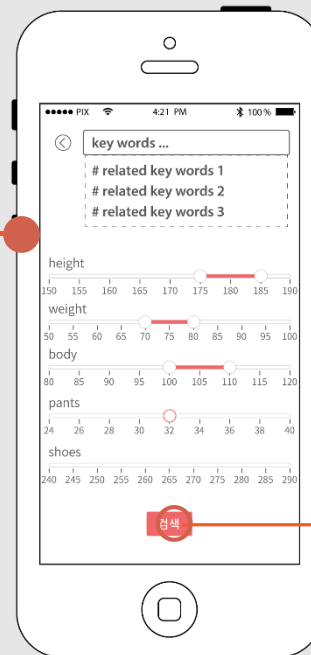 PIX 4:21 PM 100%
key words ...
# related key words 1
# related key words 2
# related key words 3
height
150 155 160 165 170 175 180 185 190
weight
50 55 60 65 70 75 80 85 90 95 100
body
80 85 90 95 100 105 110 115 120
pants
24 26 28 30 32 34 36 38 40
shoes
240 245 250 255 260 265 270 275 280 285 290
검색